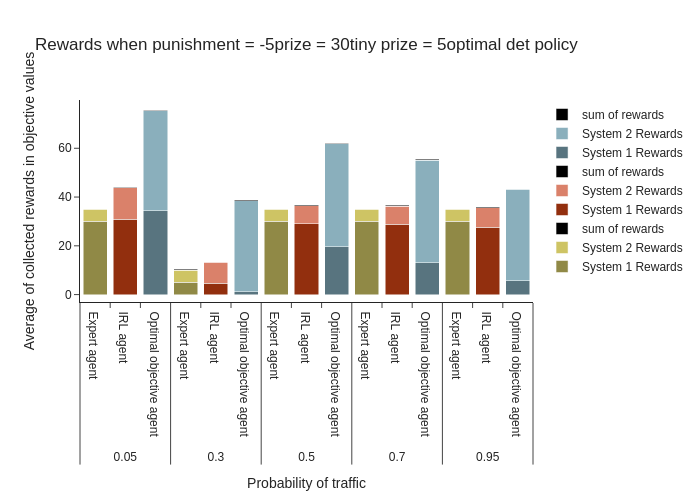 Rewards when punishment = -5prize = 30tiny prize = 5optimal det policy
Average of collected rewards in objective values
60
40
20
0
sum of rewards
System 2 Rewards
System 1 Rewards
sum of rewards
System 2 Rewards
System 1 Rewards
sum of rewards
System 2 Rewards
System 1 Rewards
Expert agent
IRL agent
Optimal objective agent
Expert agent
IRL agent
Optimal objective agent
Expert agent
IRL agent
Optimal objective agent
Expert agent
IRL agent
Optimal objective agent
Expert agent
IRL agent
Optimal objective agent
0.05
0.3
0.5
0.7
0.95
Probability of traffic